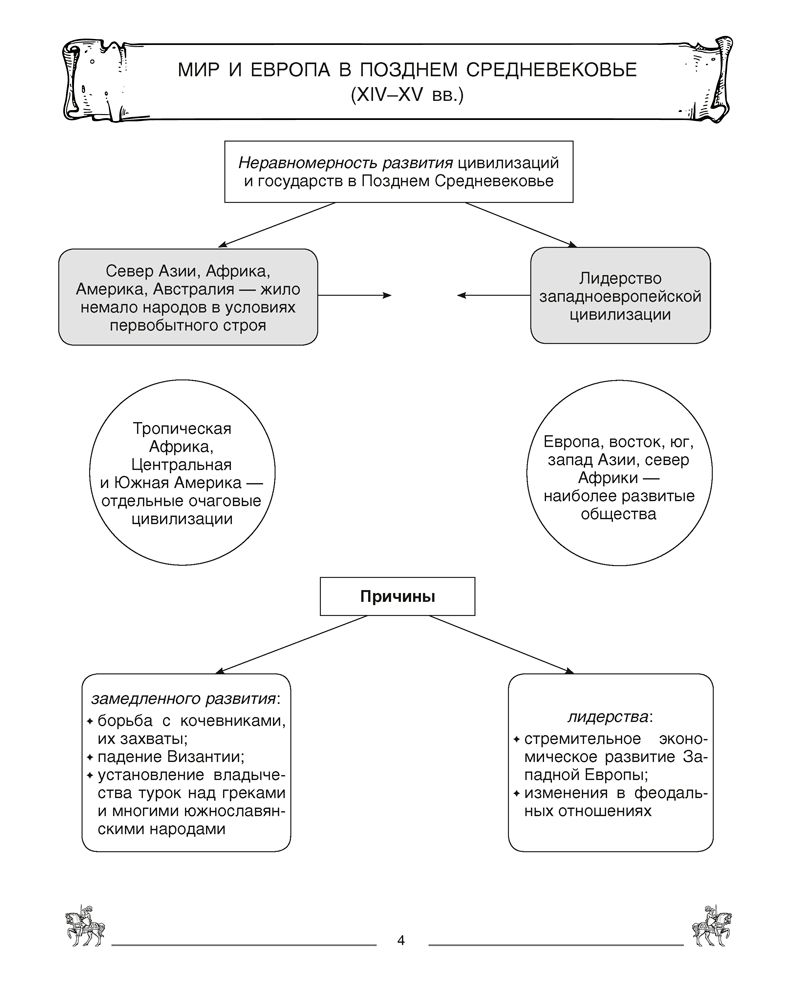 МИР И ЕВРОПА В ПОЗДНЕМ СРЕДНЕВЕКОВЬЕ
(XIV–XV вв.)
Неравномерность развития цивилизаций
и государств в Позднем Средневековье
Север Азии, Африка,
Америка, Австралия — жило
немало народов в условиях
первобытного строя
Лидерство
западноевропейской
цивилизации
Тропическая
Африка,
Центральная
и Южная Америка —
отдельные очаговые
цивилизации
Европа, восток, юг,
запад Азии, север
Африки —
наиболее развитые
общества
Причины
замедленного развития:
✦ борьба с кочевниками,
их захваты;
✦ падение Византии;
✦ установление владыче-
ства турок над греками
и многими южнославян-
скими народами
лидерства:
✦ стремительное эконо-
мическое развитие За-
падной Европы;
✦ изменения в феодаль-
ных отношениях
4